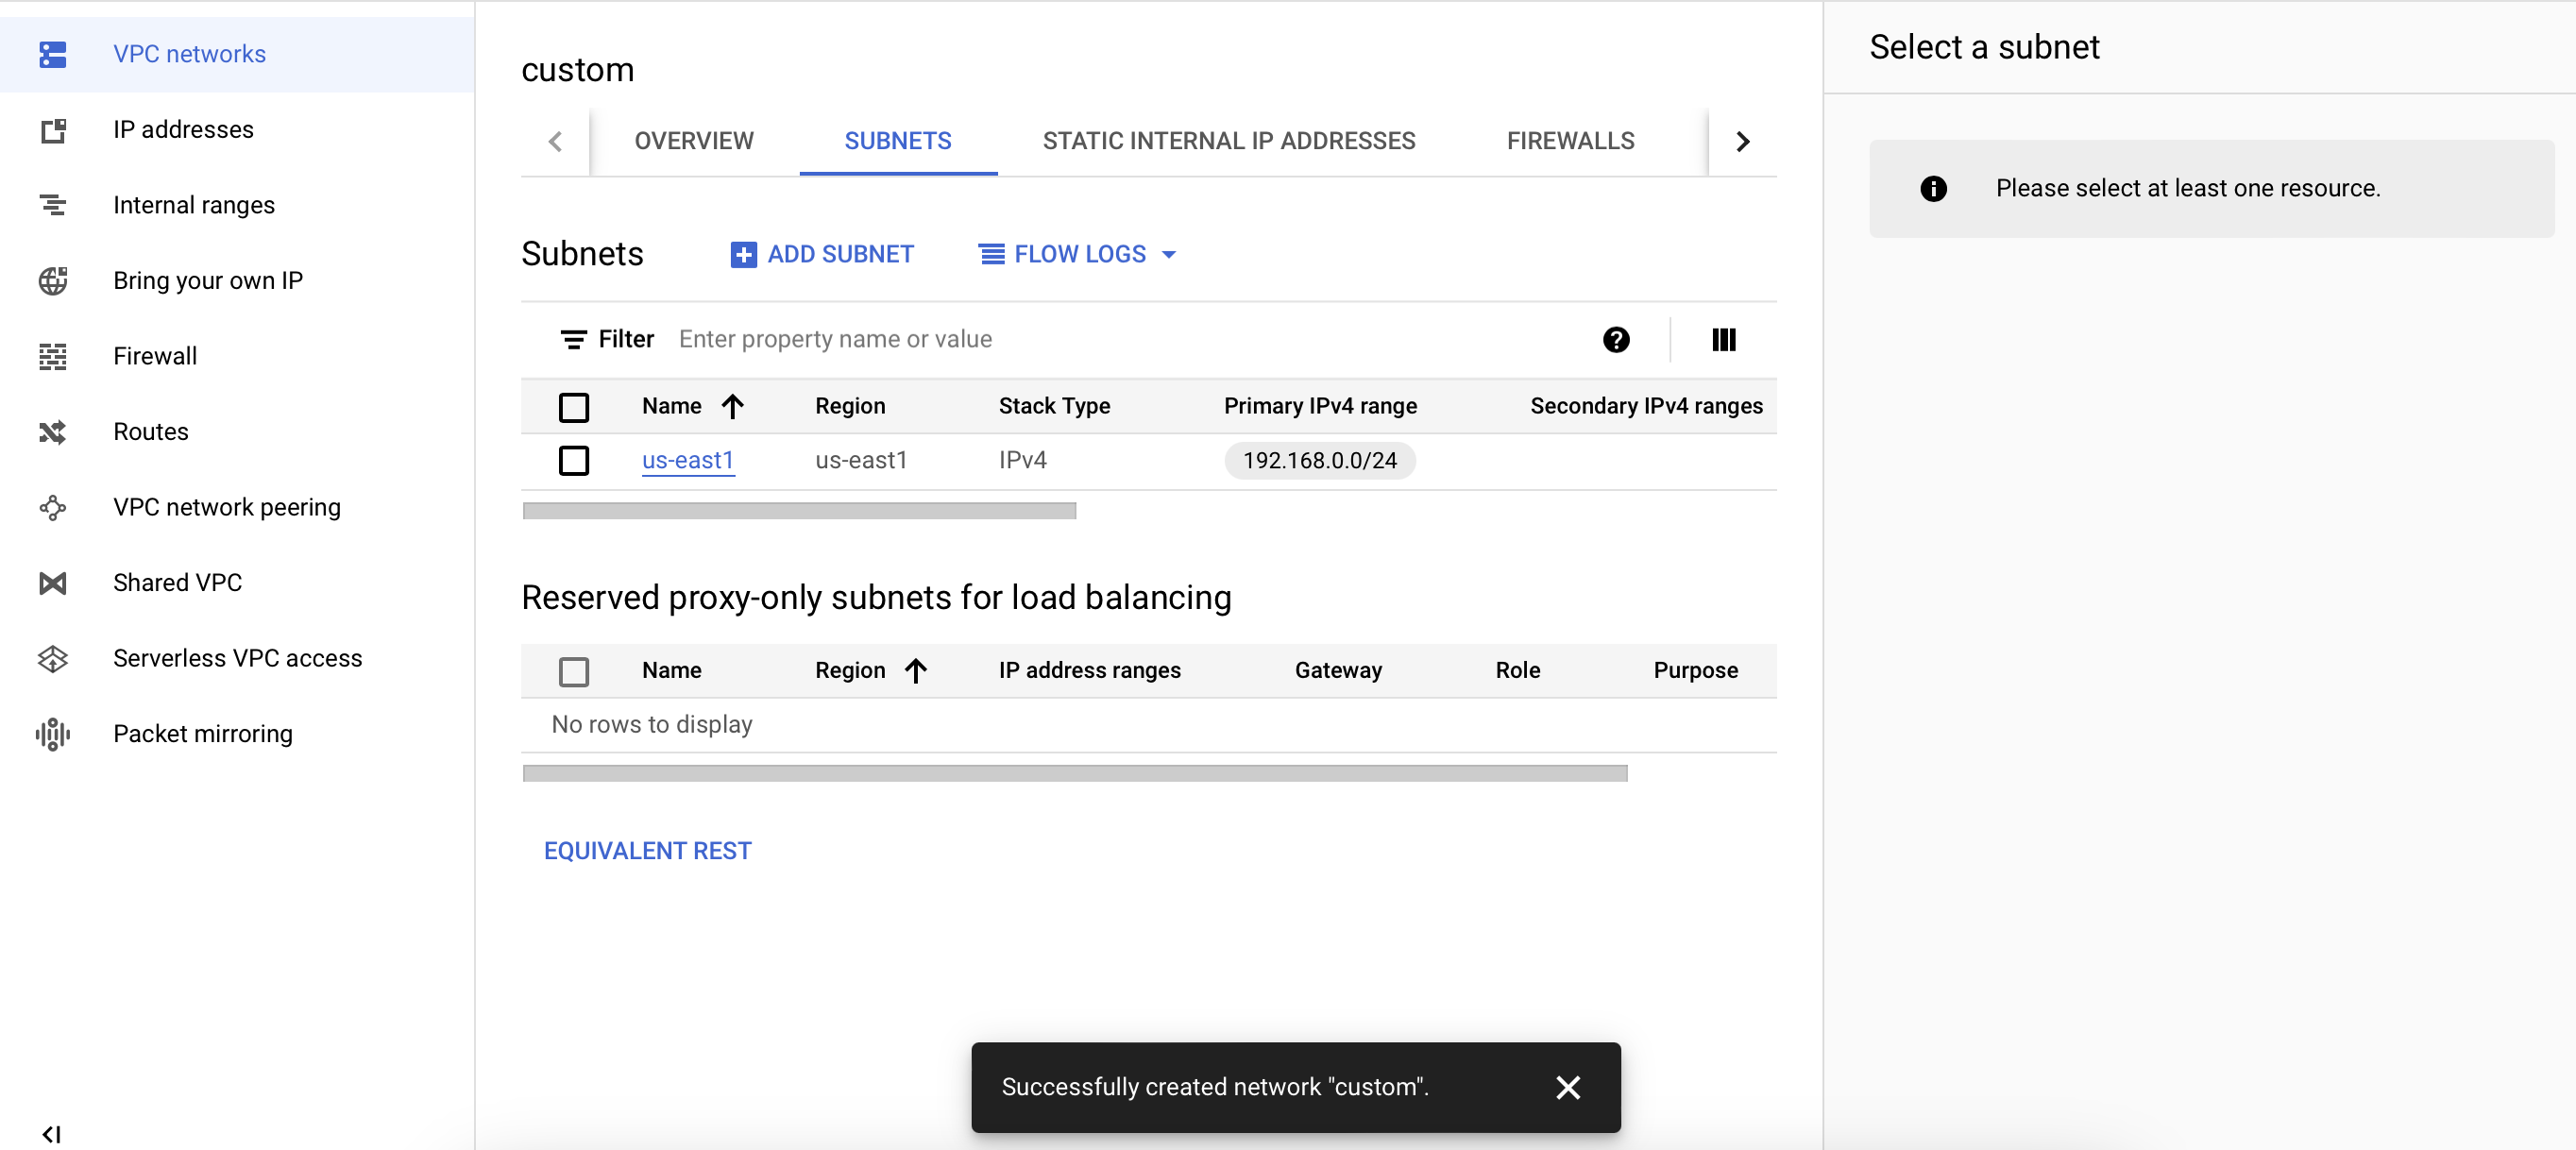 VPC networks
IP addresses
Internal ranges
Bring your own IP
Firewall
Routes
VPC network peering
Shared VPC
Serverless VPC access
Packet mirroring
custom
OVERVIEW SUBNETS STATIC INTERNAL IP ADDRESSES FIREWALLS
Subnets ADD SUBNET FLOW LOGS
Filter Enter property name or value
Name Region Stack Type Primary IPv4 range Secondary IPv4 ranges
us-east1 us-east1 IPv4 192.168.0.0/24
Reserved proxy-only subnets for load balancing
Name Region IP address ranges Gateway Role Purpose
No rows to display
EQUIVALENT REST
Successfully created network "custom".
Select a subnet
Please select at least one resource.